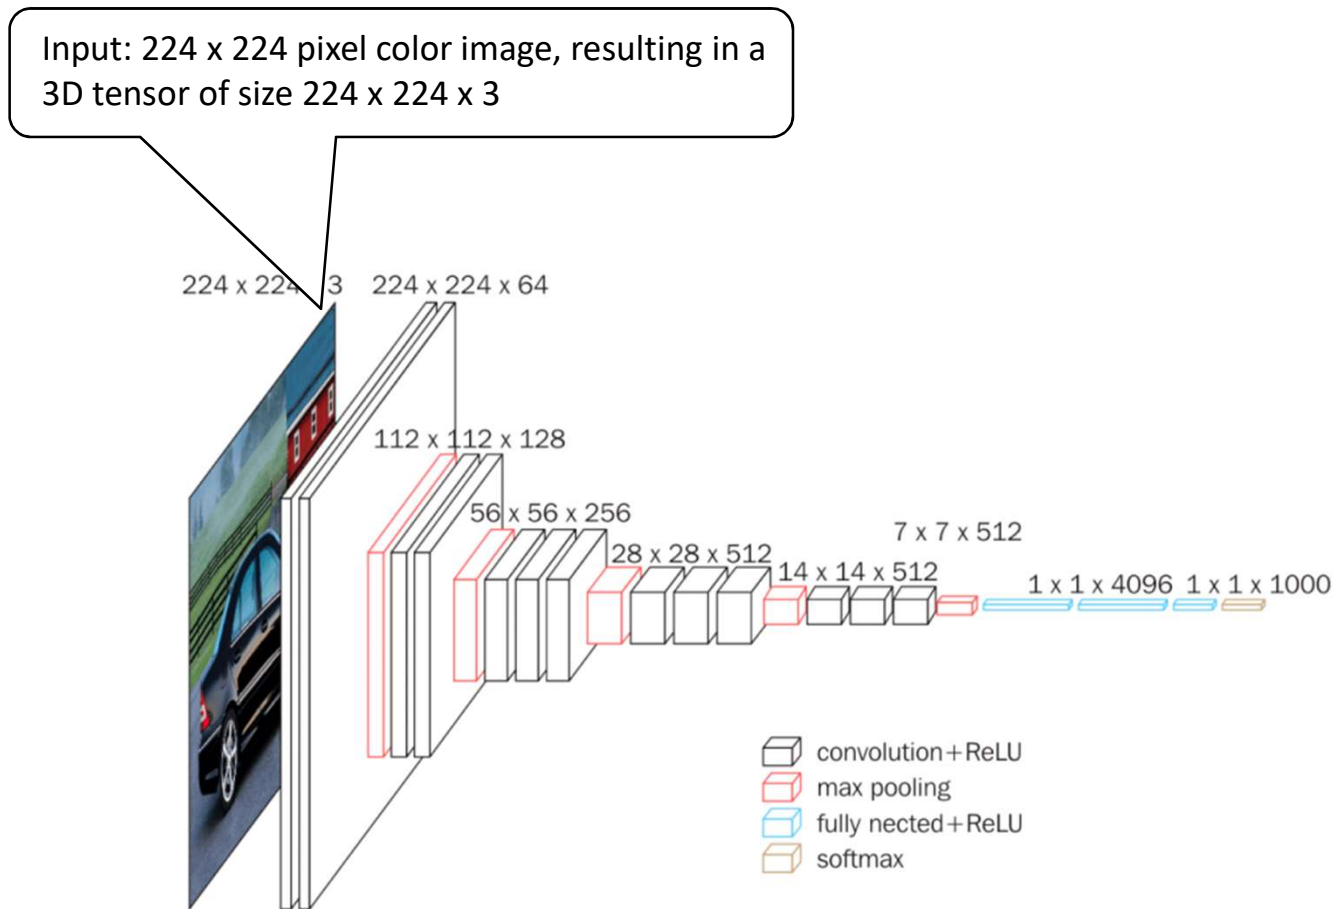 Input: 224 x 224 pixel color image, resulting in a
3D tensor of size 224 x 224 x 3
224 x 224 3
224 x 224 x 64
112 x 112 x 128
56 x 56 x 256
28 x 28 x 512
14 x 14 x 512
7 x 7 x 512
1 x 1 x 4096
1 x 1 x 1000
convolution+ReLU
max pooling
fully nected+ReLU
softmax